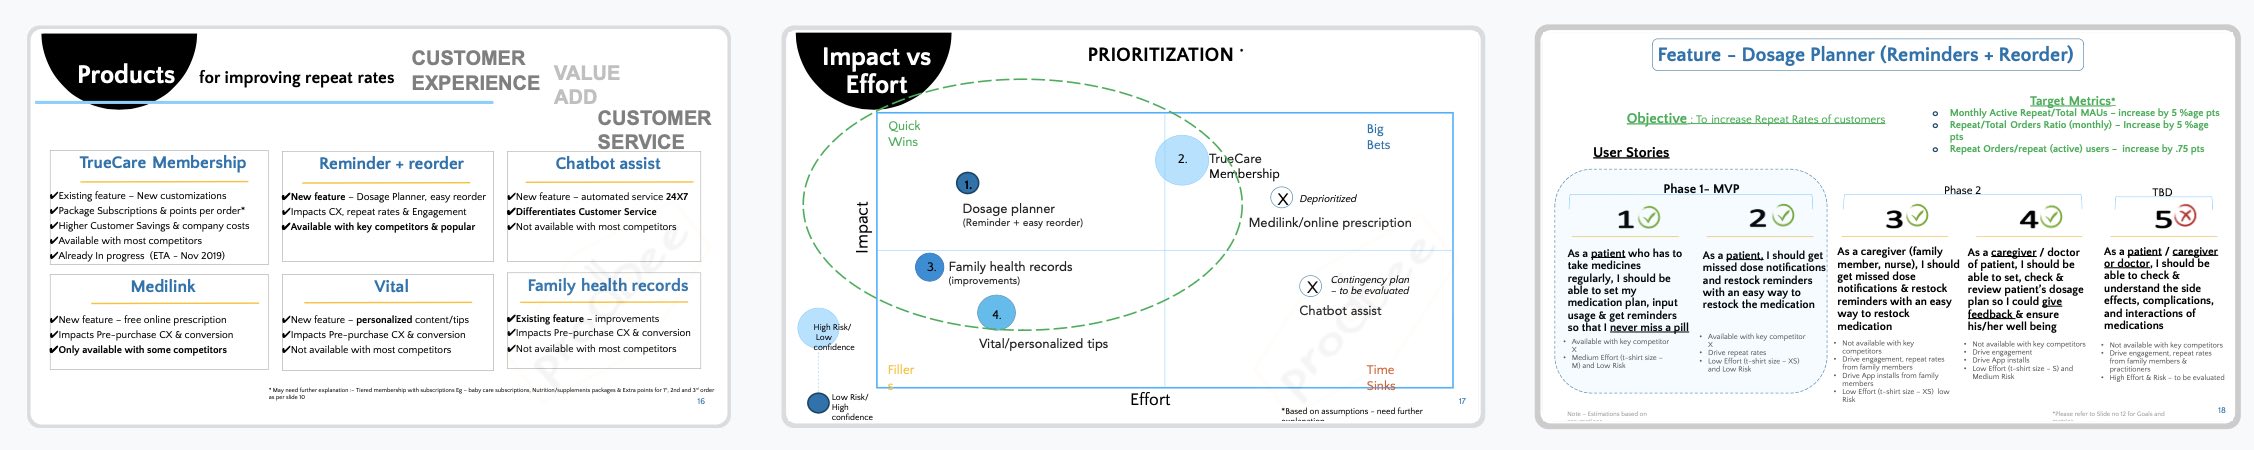 Products
for improving repeat rates
CUSTOMER
EXPERIENCE
VALUE
ADD
CUSTOMER
SERVICE
TrueCare Membership
✔Existing feature – New customizations
✔Package Subscriptions & points per order*
✔Higher Customer Savings & company costs
✔Available with most competitors
✔Already In progress (ETA – Nov 2019)
Reminder + reorder
✔New feature – Dosage Planner, easy reorder
✔Impacts CX, repeat rates & Engagement
✔Available with key competitors & popular
Chatbot assist
✔New feature – automated service 24X7
✔Differentiates Customer Service
✔Not available with most competitors
Medilink
✔New feature – free online prescription
✔Impacts Pre-purchase CX & conversion
✔Only available with some competitors
Vital
✔New feature – personalized content/tips
✔Impacts Pre-purchase CX & conversion
✔Not available with most competitors
Family health records
✔Existing feature – improvements
✔Impacts Pre-purchase CX & conversion
✔Not available with most competitors
* May need further explanation :- Tiered membership with subscriptions Eg – baby care subscriptions, Nutrition/supplements packages & Extra points for 1st, 2nd and 3rd order
as per slide 10
16
Impact vs
Effort
PRIORITIZATION *
Quick
Wins
Big
Bets
2.
TrueCare
Membership
1.
Dosage planner
(Reminder + easy reorder)
X
Deprioritized
Medilink/online prescription
Impact
3.
Family health records
(improvements)
X
Contingency plan
– to be evaluated
Chatbot assist
4.
Vital/personalized tips
High Risk/
Low
confidence
Filler
s
Time
Sinks
Low Risk/
High
confidence
Effort
*Based on assumptions – need further
17
Feature – Dosage Planner (Reminders + Reorder)
Objective : To increase Repeat Rates of customers
Target Metrics*
o Monthly Active Repeat/Total MAUs – increase by 5 %age pts
o Repeat/Total Orders Ratio (monthly) – Increase by 5 %age
pts
o Repeat Orders/repeat (active) users – increase by .75 pts
User Stories
Phase 1- MVP
Phase 2
TBD
1
As a patient who has to
take medicines
regularly, I should be
able to set my
medication plan, input
usage & get reminders
so that I never miss a pill
• Available with key competitor
X
• Medium Effort (t-shirt size –
M) and Low Risk
2
As a patient, I should get
missed dose notifications
and restock reminders
with an easy way to
restock the medication
• Available with key competitor
X
• Drive repeat rates
• Low Effort (t-shirt size – XS)
and Low Risk
3
As a caregiver (family
member, nurse), I should
get missed dose
notifications & restock
reminders with an easy
way to restock
medication
• Not available with key
competitors
• Drive engagement, repeat rates
from family members
• Drive App installs from family
members
• Low Effort (t-shirt size – XS) low
Risk
4
As a caregiver / doctor
of patient, I should be
able to set, check &
review patient's dosage
plan so I could give
feedback & ensure
his/her well being
• Not available with key competitors
• Drive engagement
• Drive App installs
• Low Effort (t-shirt size – S) and
Medium Risk
5
As a patient / caregiver
or doctor, I should be
able to check &
understand the side
effects, complications,
and interactions of
medications
• Not available with key competitors
• Drive engagement, repeat rates
from family members &
practitioners
• High Effort & Risk – to be evaluated
Note – Estimations based on
*Please refer to Slide no 12 for Goals and
18